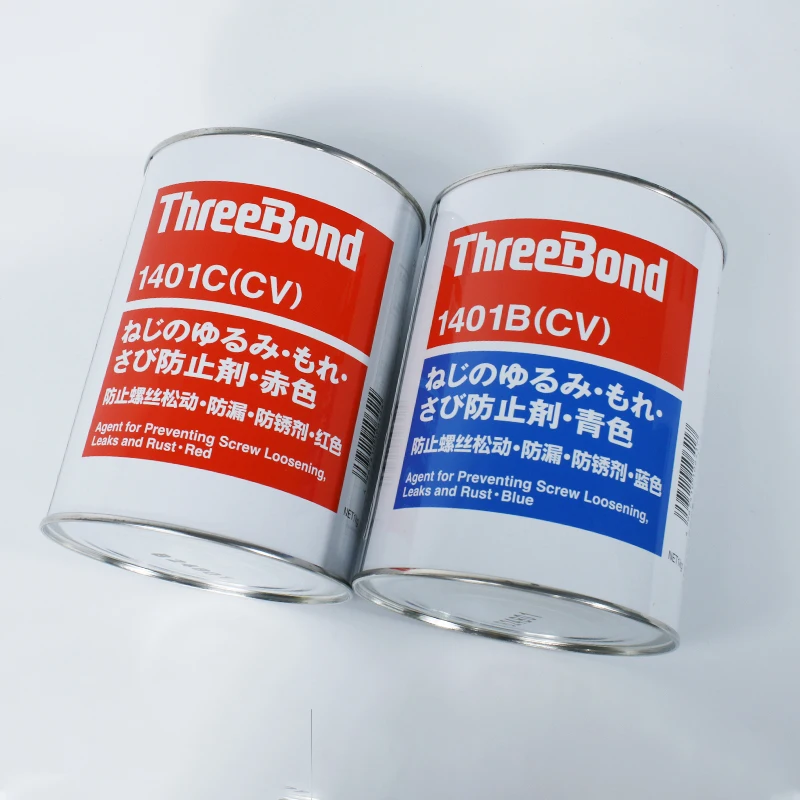 ThreeBond
1401C(CV)
ねじのゆるみ・もれ・
さび防止剤・赤色
防止螺丝松动・防漏・防锈剂・红色
Agent for Preventing Screw Loosening,
Leaks and Rust・Red
NET
ThreeBond
1401B(CV)
ねじのゆるみ・もれ・
さび防止剤・青色
防止螺丝松动・防漏・防锈剂・蓝色
Agent for Preventing Screw Loosening,
Leaks and Rust・Blue
NET